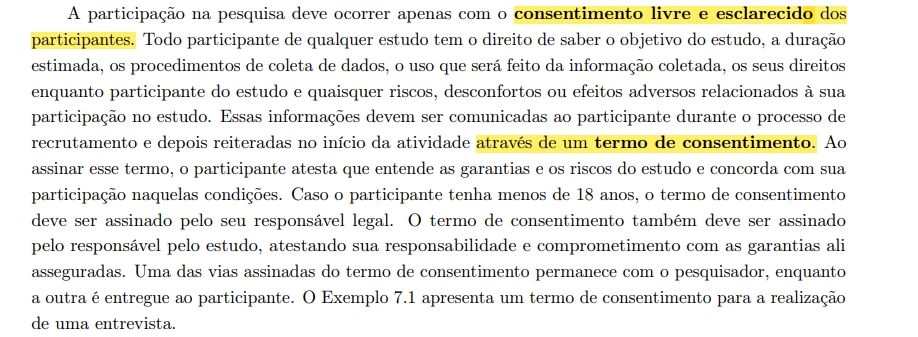 A participação na pesquisa deve ocorrer apenas com o consentimento livre e esclarecido dos
participantes. Todo participante de qualquer estudo tem o direito de saber o objetivo do estudo, a duração
estimada, os procedimentos de coleta de dados, o uso que será feito da informação coletada, os seus direitos
enquanto participante do estudo e quaisquer riscos, desconfortos ou efeitos adversos relacionados à sua
participação no estudo. Essas informações devem ser comunicadas ao participante durante o processo de
recrutamento e depois reiteradas no início da atividade através de um termo de consentimento. Ao
assinar esse termo, o participante atesta que entende as garantias e os riscos do estudo e concorda com sua
participação naquelas condições. Caso o participante tenha menos de 18 anos, o termo de consentimento
deve ser assinado pelo seu responsável legal. O termo de consentimento também deve ser assinado
pelo responsável pelo estudo, atestando sua responsabilidade e comprometimento com as garantias ali
asseguradas. Uma das vias assinadas do termo de consentimento permanece com o pesquisador, enquanto
a outra é entregue ao participante. O Exemplo 7.1 apresenta um termo de consentimento para a realização
de uma entrevista.